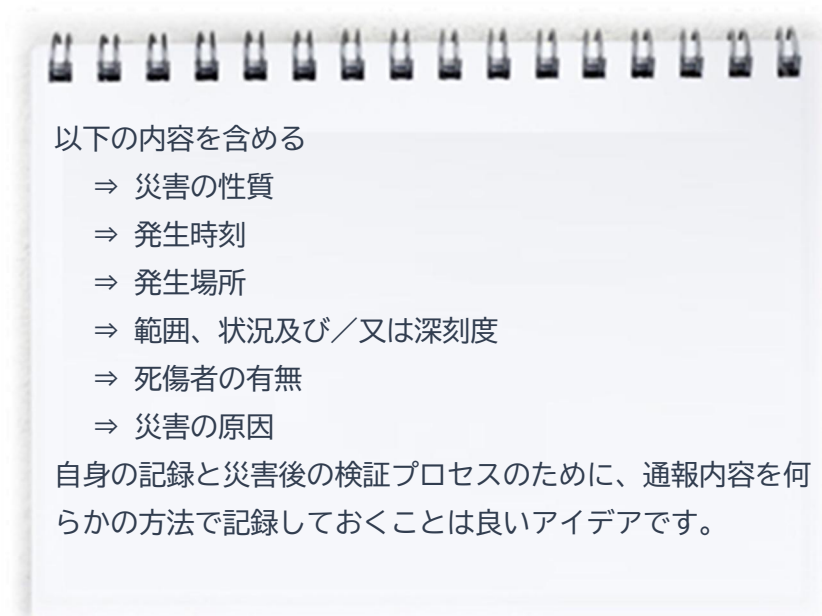 以下の内容を含める
⇒ 災害の性質
⇒ 発生時刻
⇒ 発生場所
⇒ 範囲、状況及び／又は深刻度
⇒ 死傷者の有無
⇒ 災害の原因
自身の記録と災害後の検証プロセスのために、通報内容を何
らかの方法で記録しておくことは良いアイデアです。